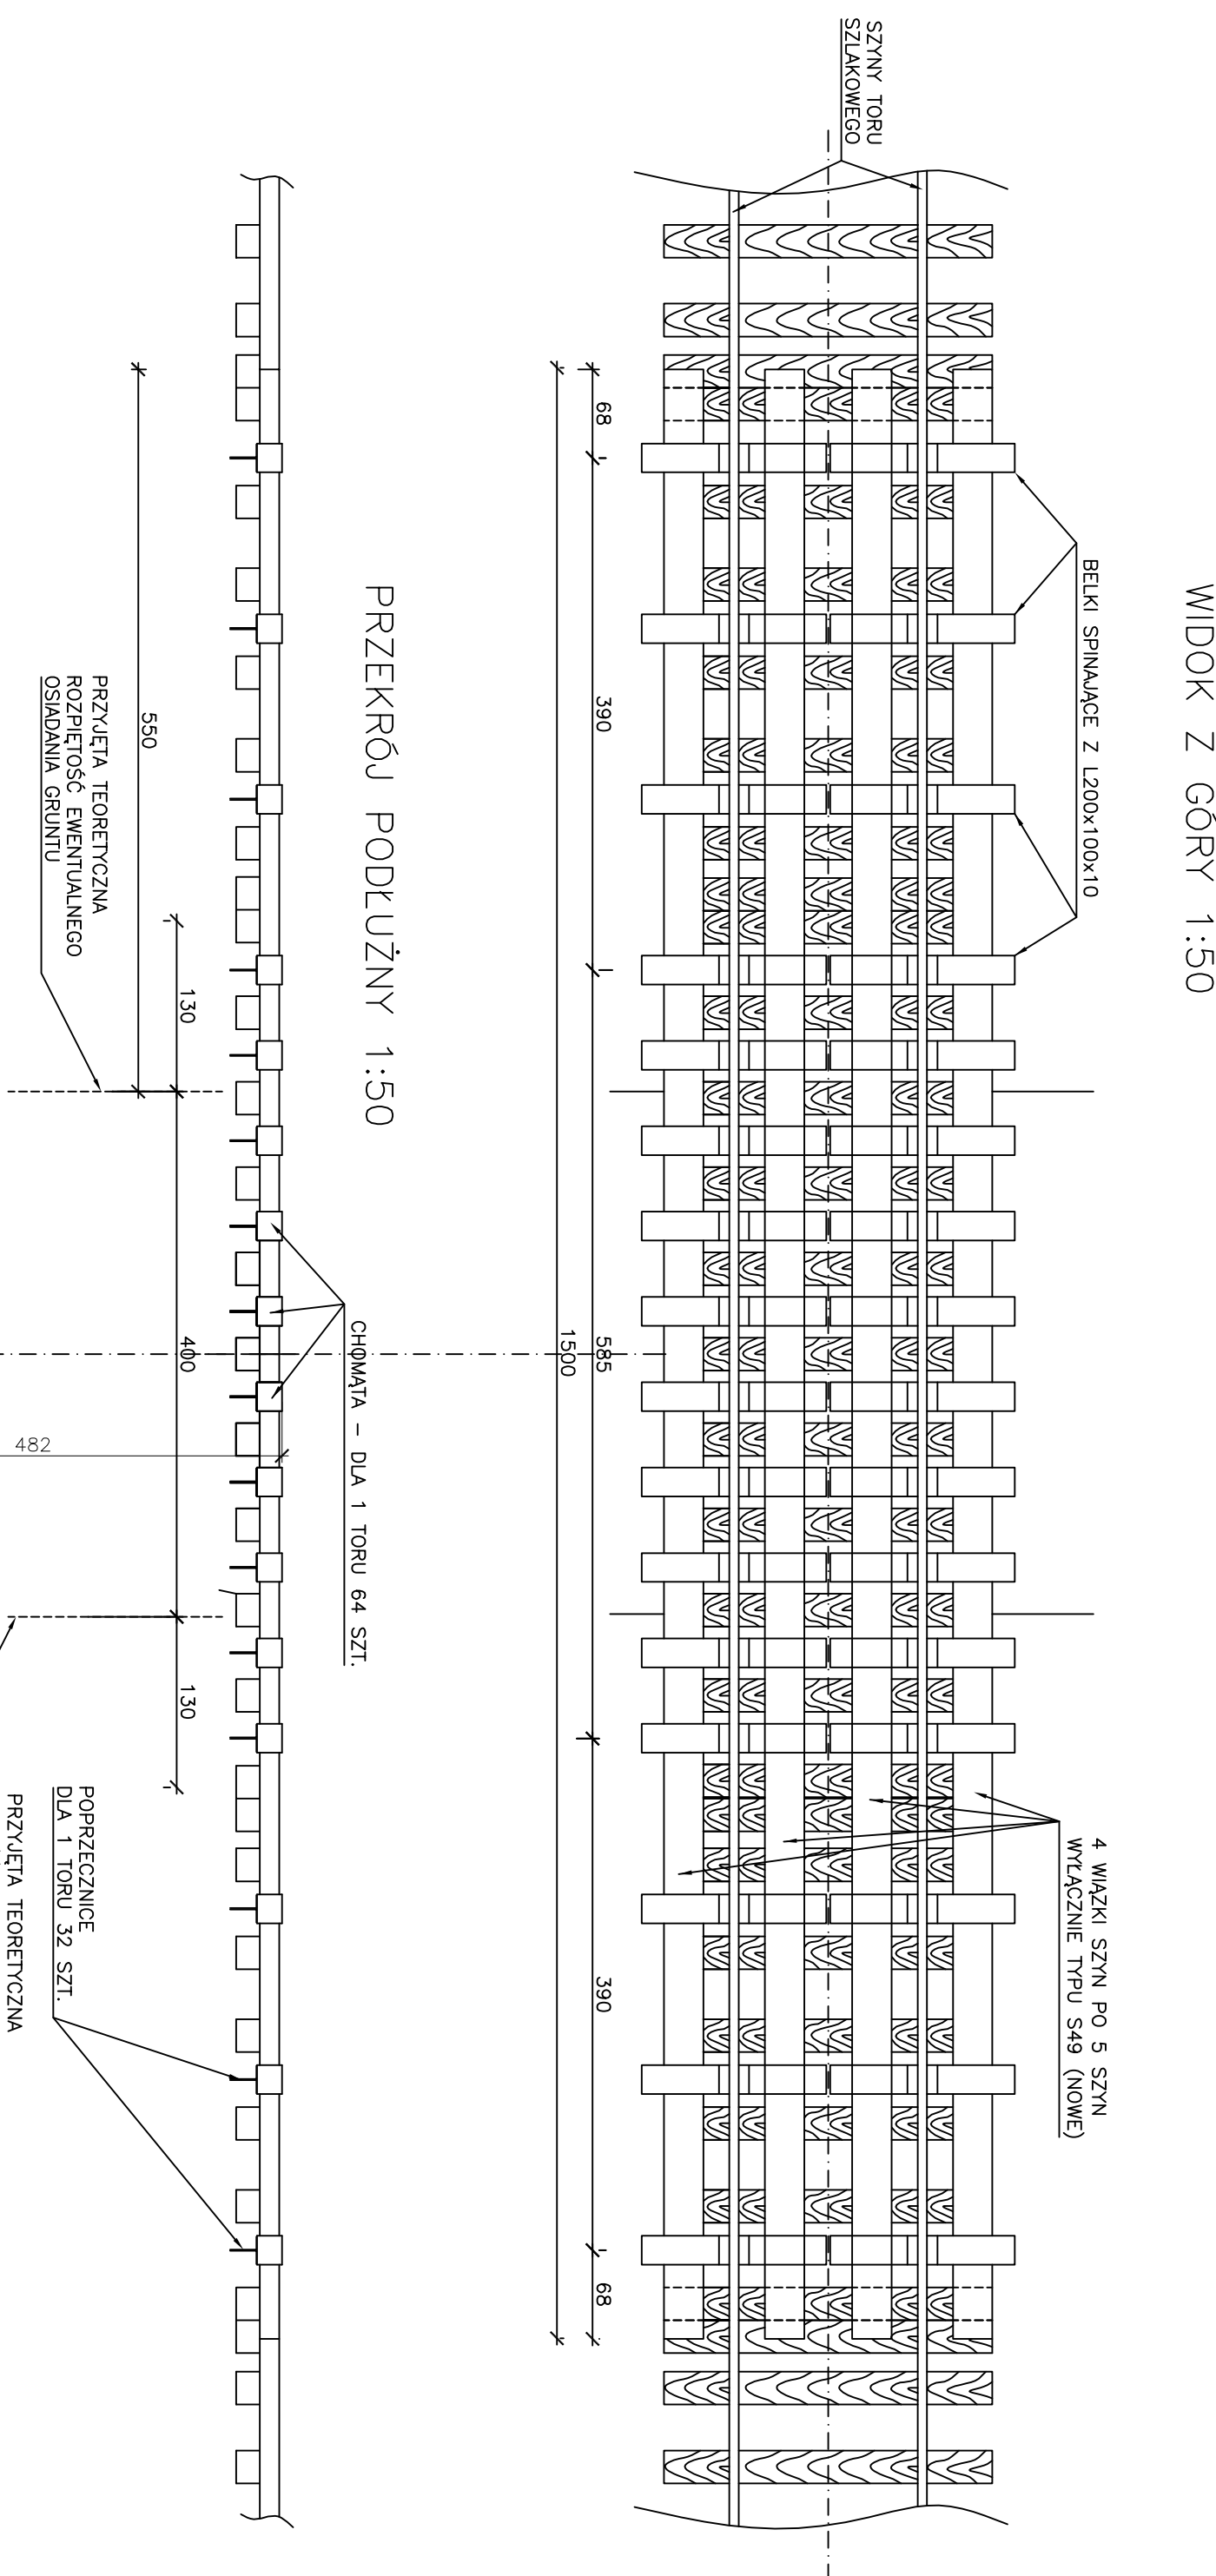 WIDOK Z GÓRY 1:50
BELKI SPINAJĄCE Z L200x100x10
4 WIĄZKI SZYN PO 5 SZYN
WYŁĄCZNIE TYPU S49 (NOWE)
SZYNY TORU
SZLAKOWEGO
68
390
585
390
68
1500
PRZEKRÓJ PODŁUŻNY 1:50
CHOMĄTA – DLA 1 TORU 64 SZT.
130
400
130
550
482
PRZYJĘTA TEORETYCZNA
ROZPIĘTOŚĆ EWENTUALNEGO
OSIADANIA GRUNTU
POPRZECZNICE
DLA 1 TORU 32 SZT.
PRZYJĘTA TEORETYCZNA